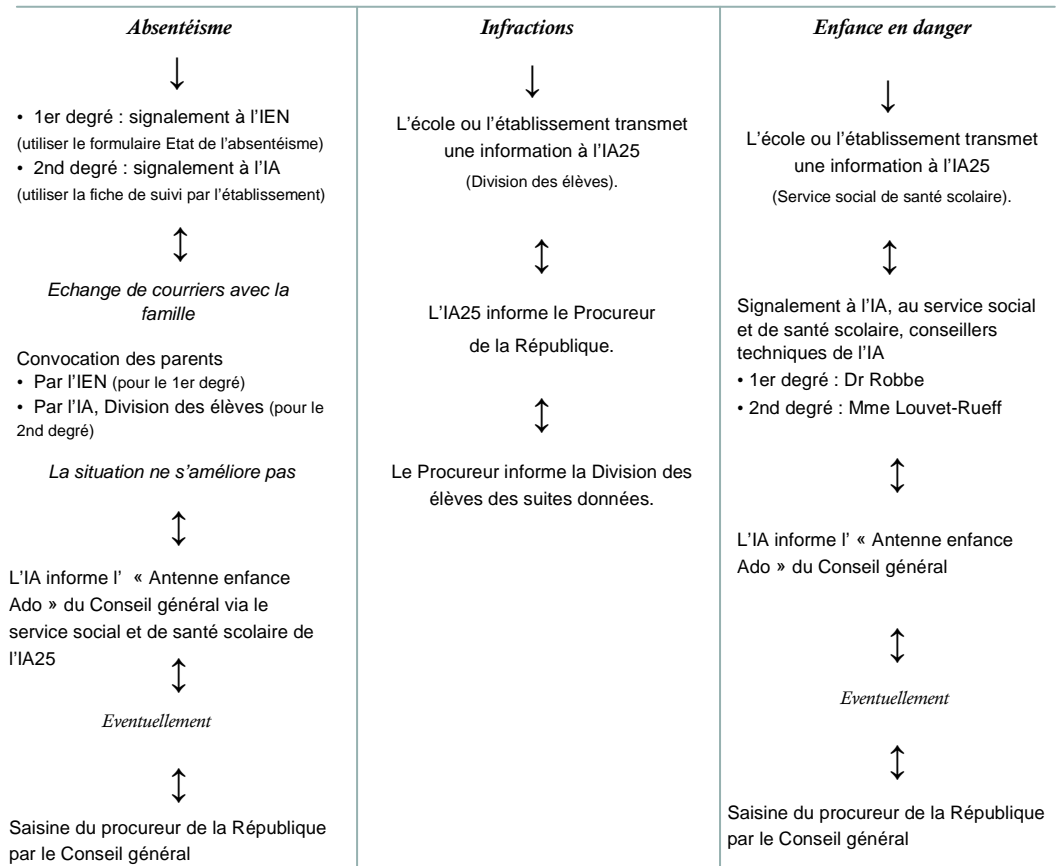 Absentéisme
• 1er degré : signalement à l'IEN
(utiliser le formulaire Etat de l'absentéisme)
• 2nd degré : signalement à l'IA
(utiliser la fiche de suivi par l'établissement)
Echange de courriers avec la
famille
Convocation des parents
• Par l'IEN (pour le 1er degré)
• Par l'IA, Division des élèves (pour le
2nd degré)
La situation ne s'améliore pas
L'IA informe l' « Antenne enfance
Ado » du Conseil général via le
service social et de santé scolaire de
l'IA25
Eventuellement
Saisine du procureur de la République
par le Conseil général
Infractions
L'école ou l'établissement transmet
une information à l'IA25
(Division des élèves).
L'IA25 informe le Procureur
de la République.
Le Procureur informe la Division des
élèves des suites données.
Enfance en danger
L'école ou l'établissement transmet
une information à l'IA25
(Service social de santé scolaire).
Signalement à l'IA, au service social
et de santé scolaire, conseillers
techniques de l'IA
• 1er degré : Dr Robbe
• 2nd degré : Mme Louvet-Rueff
L'IA informe l' « Antenne enfance
Ado » du Conseil général
Eventuellement
Saisine du procureur de la République
par le Conseil général